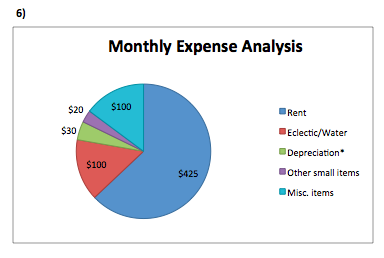 6)
Monthly Expense Analysis
$20
$100
$30
$100
$425
Rent
Eclectic/Water
Depreciation*
Other small items
Misc. items